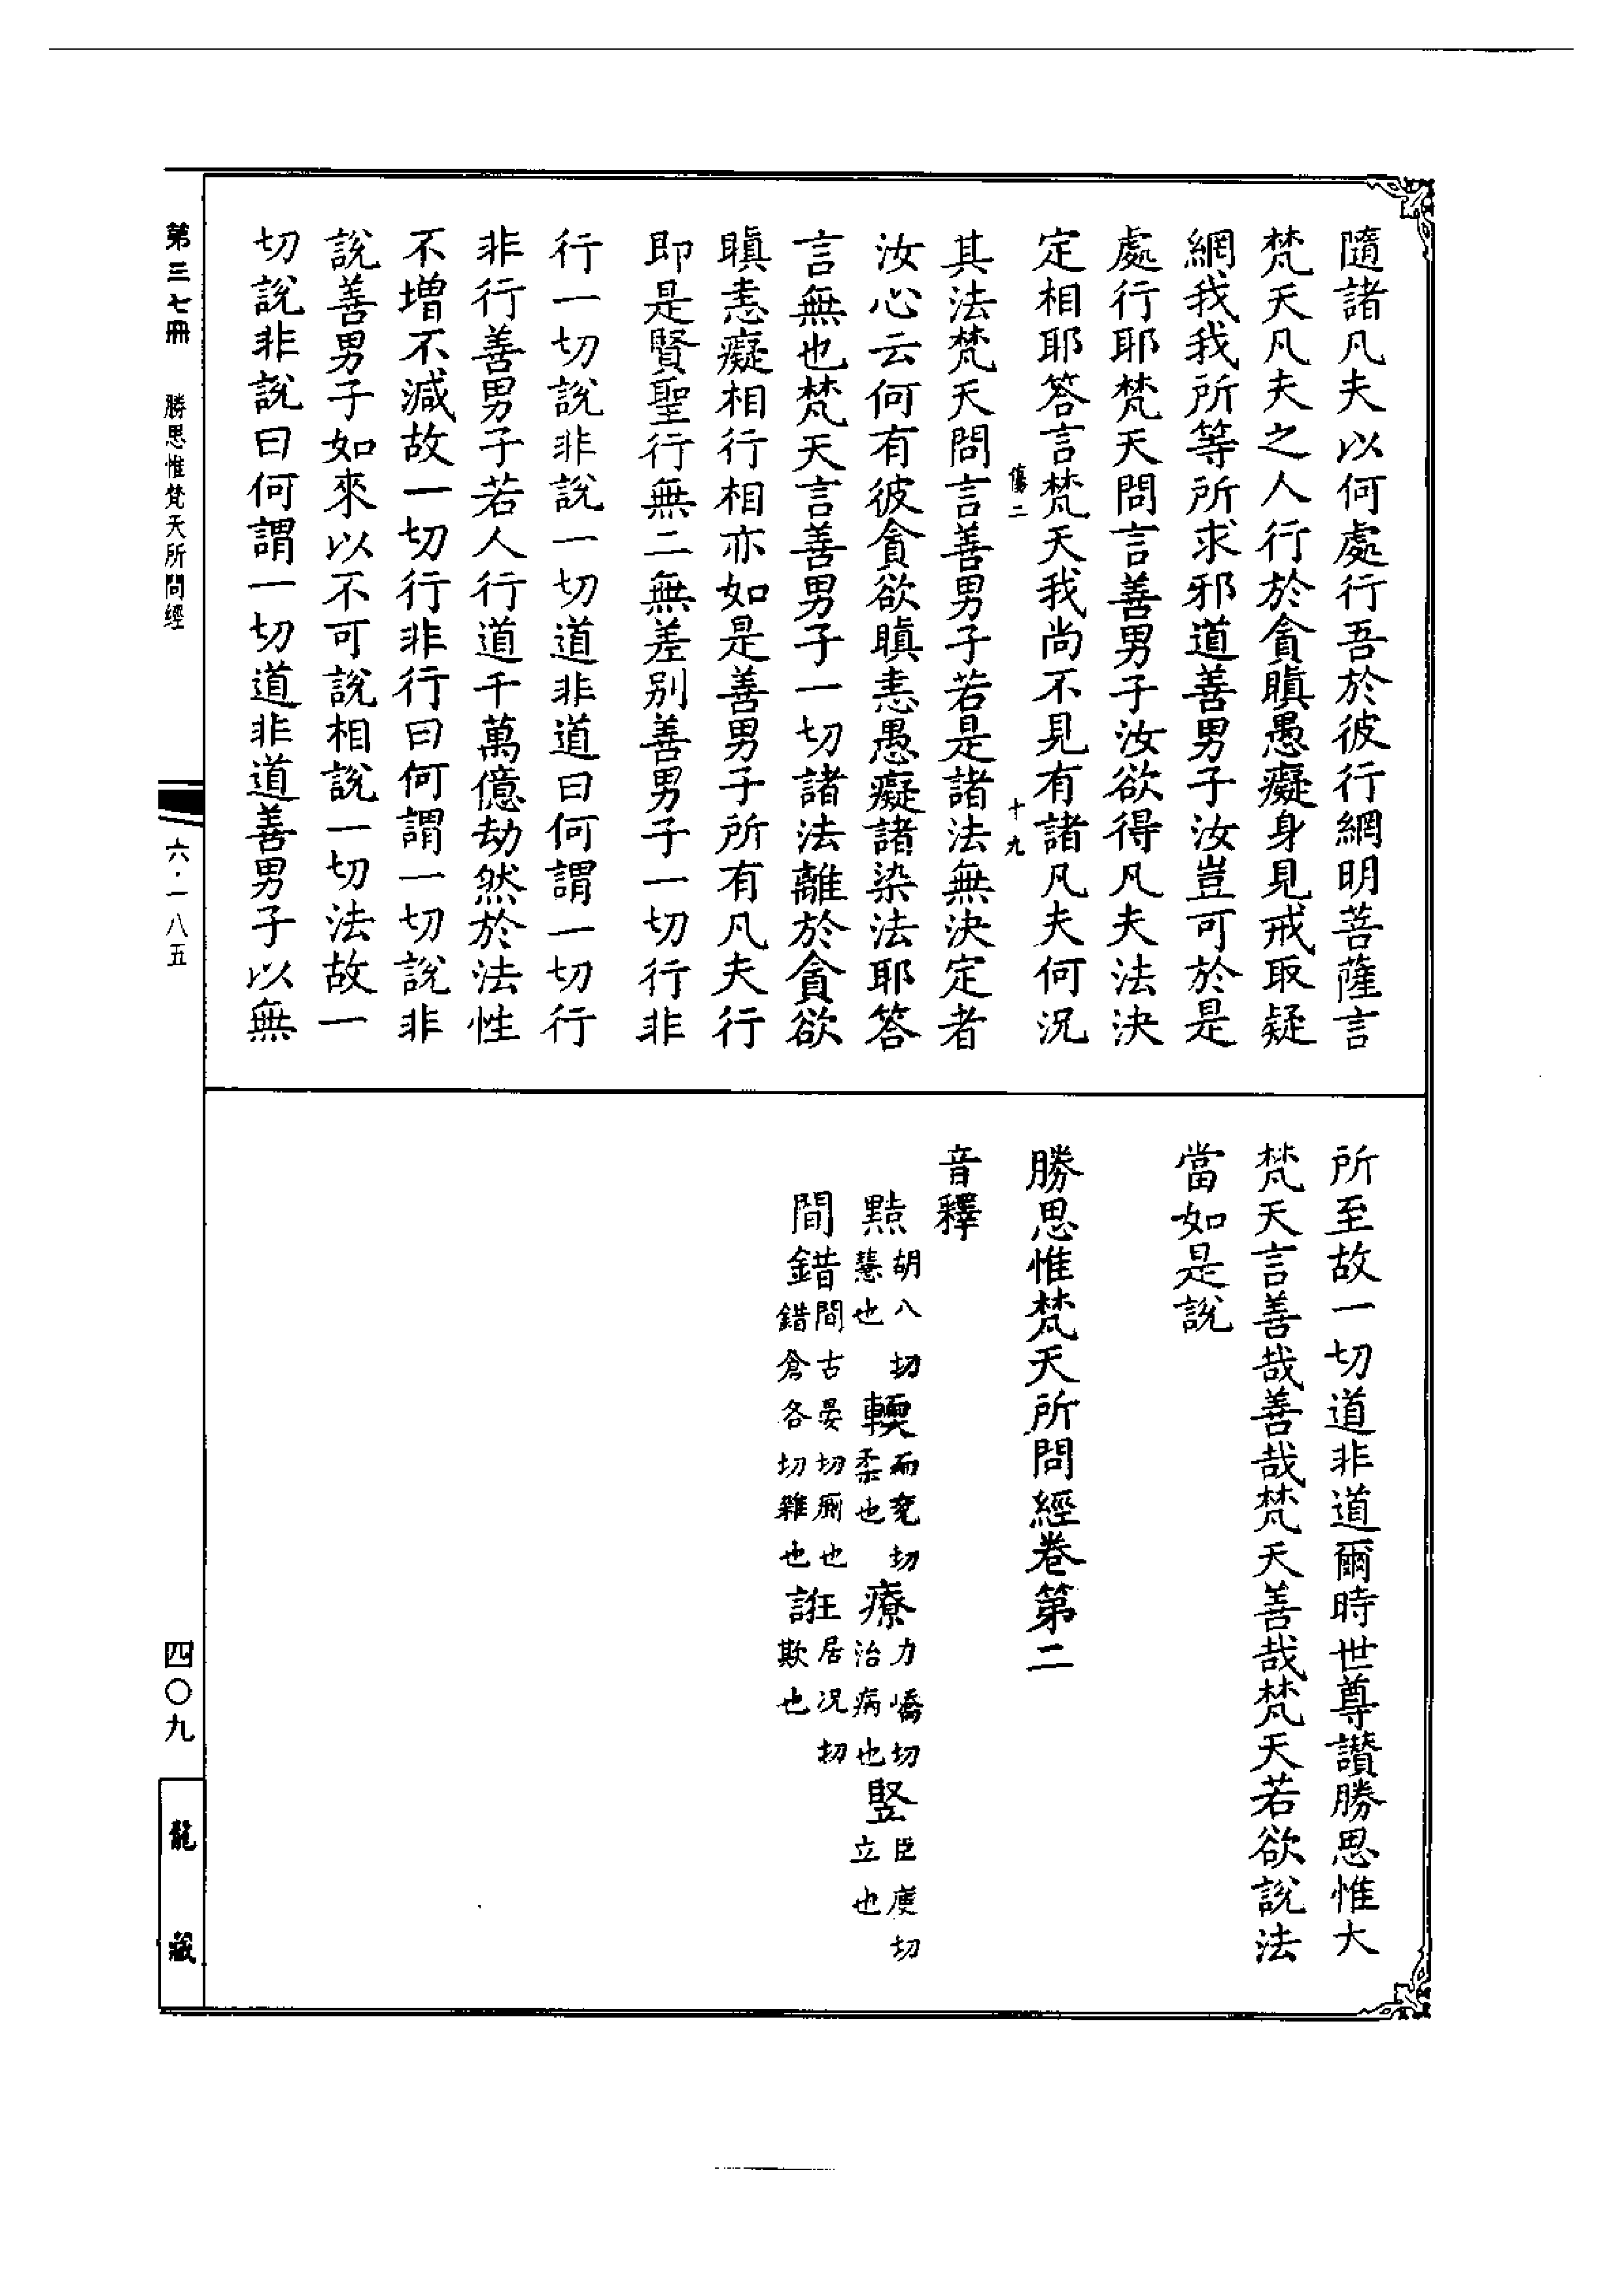 隨諸凡夫以何處行吾於彼行網明菩薩言
梵天凡夫之人行於貪瞋愚癡身見戒取疑
網我我所等所求邪道善男子汝豈可於是
處行耶梵天問言善男子汝欲得凡夫法決
定相耶答言梵天我尚不見有諸凡夫何況
傷二 十九
其法梵天問言善男子若是諸法無決定者
汝心云何有彼貪欲瞋恚愚癡諸染法耶答
言無也梵天言善男子一切諸法離於貪欲
瞋恚癡相行相亦如是善男子所有凡夫行
即是賢聖行無二無差別善男子一切行非
行一切說非說一切道非道曰何謂一切行
非行善男子若人行道千萬億劫然於法性
不增不減故一切行非行曰何謂一切說非
說善男子如來以不可說相說一切法故一
切說非說曰何謂一切道非道善男子以無
所至故一切道非道爾時世尊讚勝思惟大
梵天言善哉善哉梵天善哉梵天若欲說法
當如是說
勝思惟梵天所問經卷第二
音釋
黠胡八切慧也 輭而兗切柔也 療力嶠切治病也 豎臣庾切立也
間錯間古晏切廁也錯倉各切雜也 誑居況切欺也
第三七冊 勝思惟梵天所問經 六·一八五 四〇九 龍藏